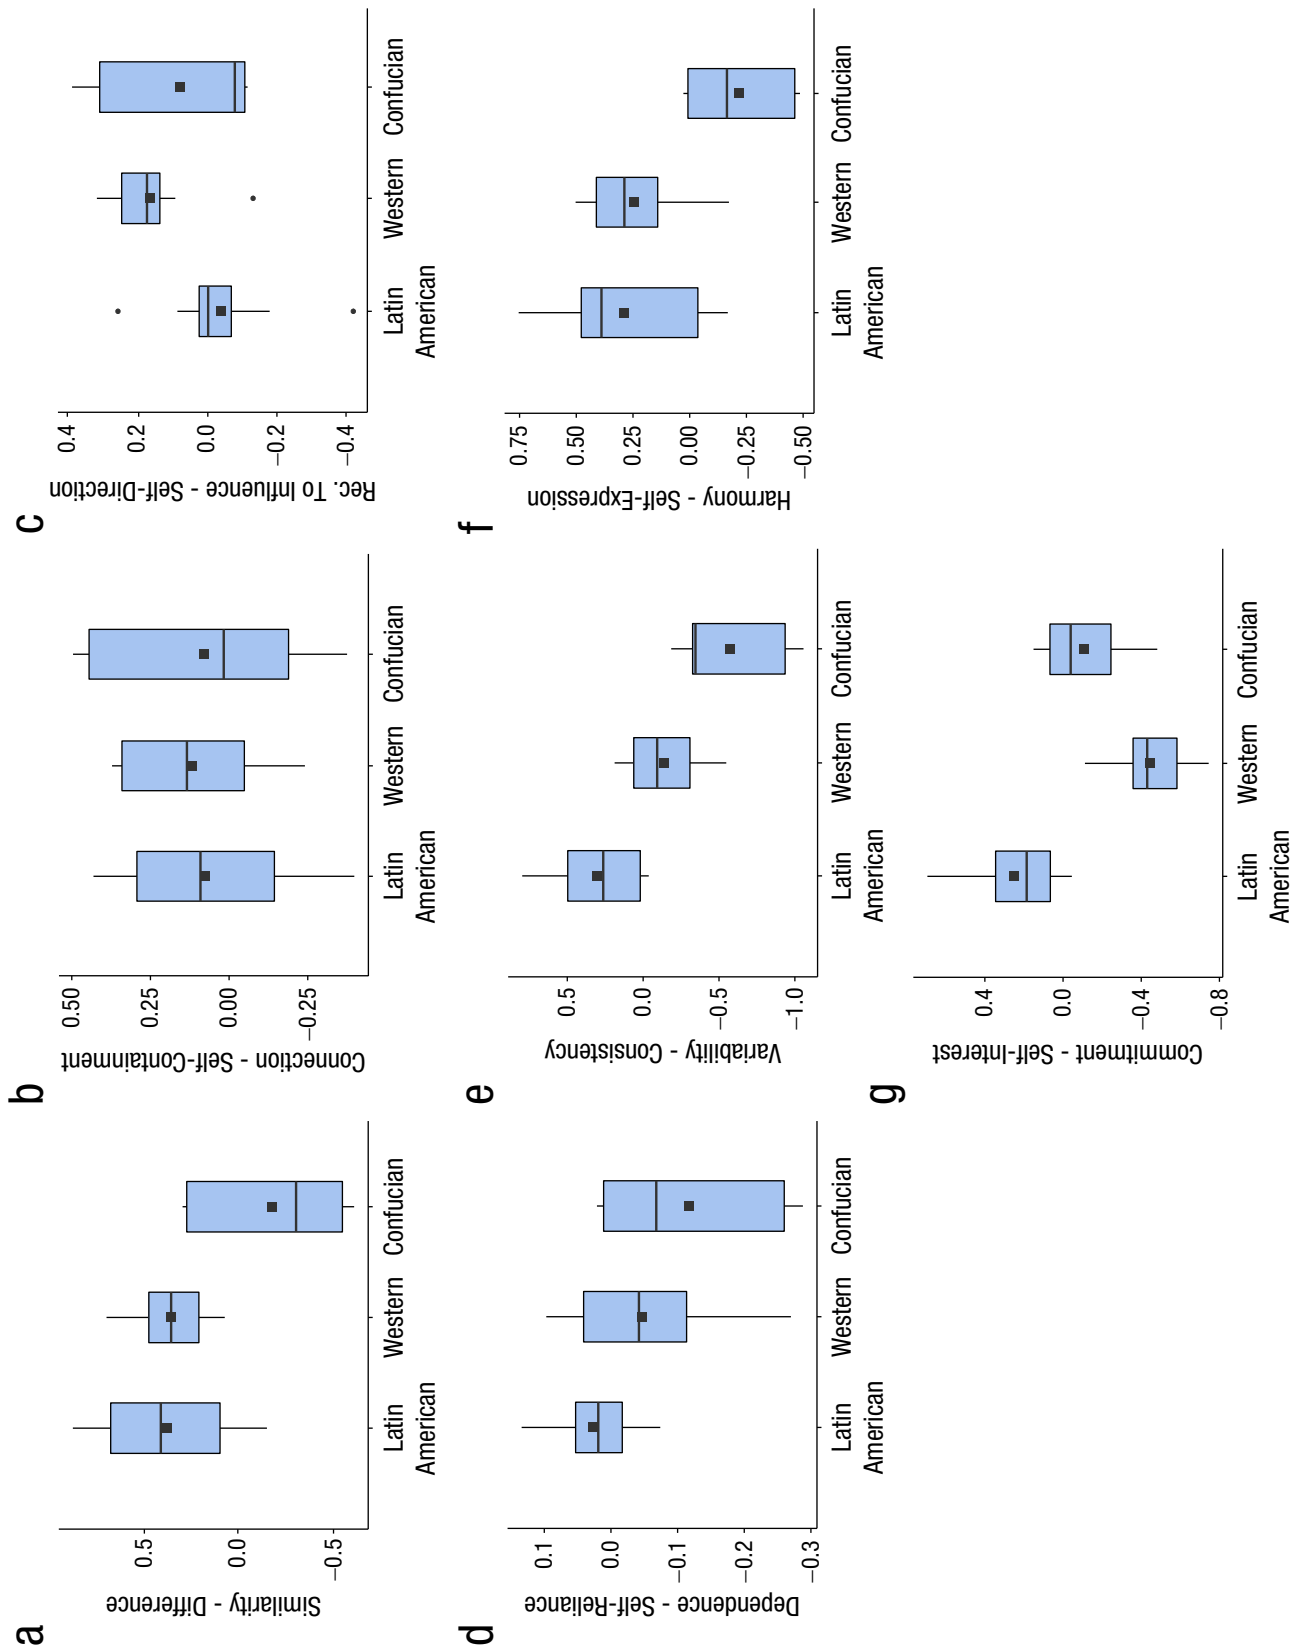 a
Similarity - Difference
0.5
0.0
−0.5
Latin
American
Western
Confucian
b
Connection - Self-Containment
0.50
0.25
0.00
−0.25
Latin
American
Western
Confucian
c
Rec. To Influence - Self-Direction
0.4
0.2
0.0
−0.2
−0.4
Latin
American
Western
Confucian
d
Dependence - Self-Reliance
0.1
0.0
−0.1
−0.2
−0.3
Latin
American
Western
Confucian
e
Variability - Consistency
0.5
0.0
−0.5
−1.0
Latin
American
Western
Confucian
f
Harmony - Self-Expression
0.75
0.50
0.25
0.00
−0.25
−0.50
Latin
American
Western
Confucian
g
Commitment - Self-Interest
0.4
0.0
−0.4
−0.8
Latin
American
Western
Confucian